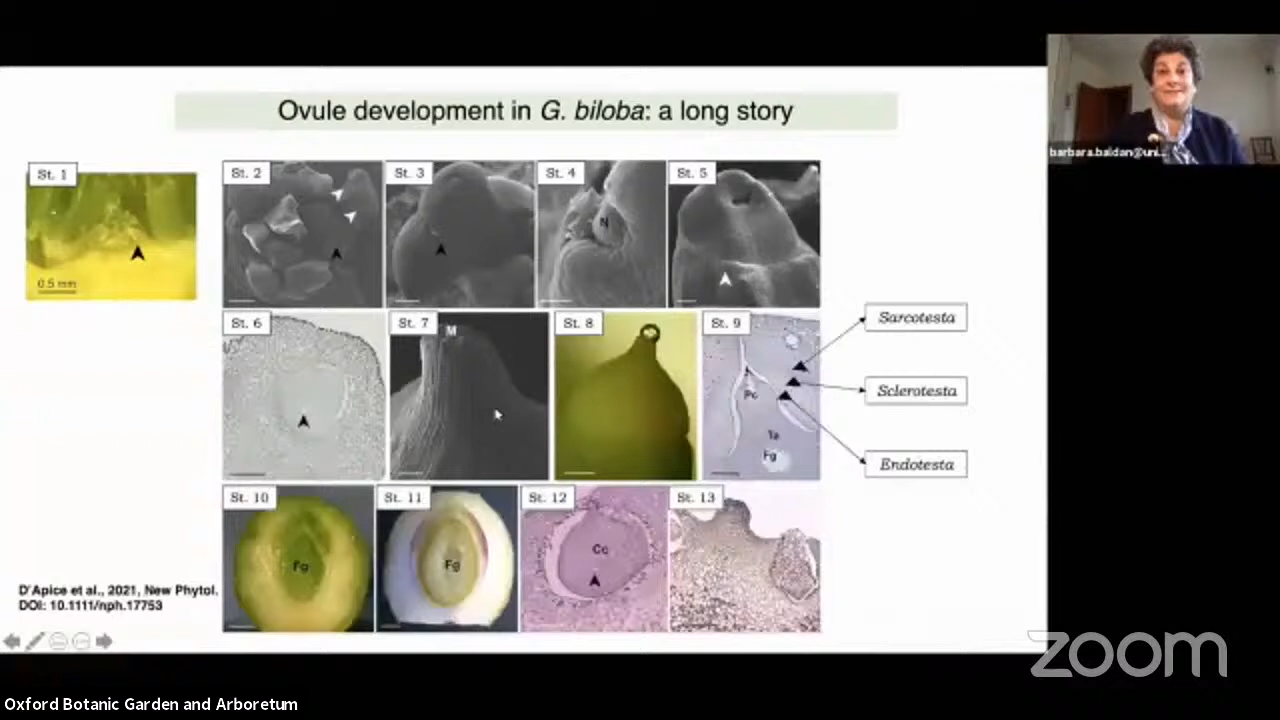 Ovule development in G. biloba: a long story
barbara.baldan@uni...
St. 1
0.5 mm
St. 2
St. 3
St. 4
N
St. 5
St. 6
St. 7
M
St. 8
St. 9
Pc
Ta
Fg
Sarcotesta
Sclerotesta
Endotesta
St. 10
Fg
St. 11
Fg
St. 12
Cc
St. 13
D'Apice et al., 2021, New Phytol.
DOI: 10.1111/nph.17753
zoom
Oxford Botanic Garden and Arboretum